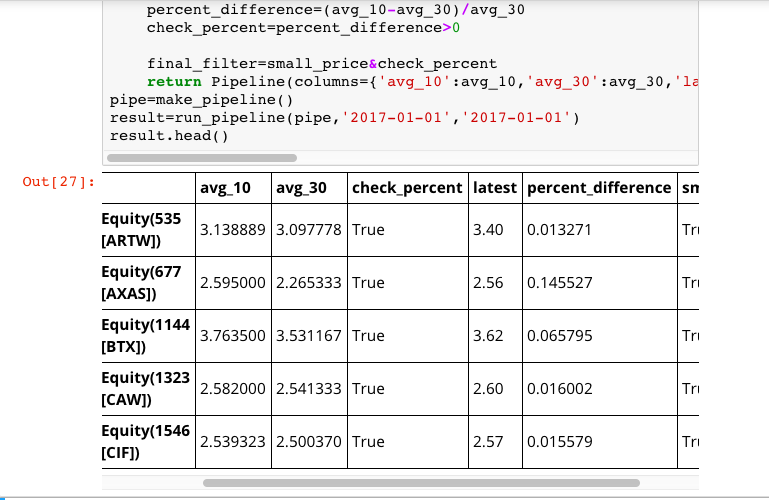 percent_difference=(avg_10-avg_30)/avg_30
check_percent=percent_difference>0
final_filter=small_price&check_percent
return Pipeline(columns={'avg_10':avg_10,'avg_30':avg_30,'la
pipe=make_pipeline()
result=run_pipeline(pipe,'2017-01-01','2017-01-01')
result.head()
Out[27]:
avg_10 avg_30 check_percent latest percent_difference sm
Equity(535 [ARTW]) 3.138889 3.097778 True 3.40 0.013271 Tru
Equity(677 [AXAS]) 2.595000 2.265333 True 2.56 0.145527 Tru
Equity(1144 [BTX]) 3.763500 3.531167 True 3.62 0.065795 Tru
Equity(1323 [CAW]) 2.582000 2.541333 True 2.60 0.016002 Tru
Equity(1546 [CIF]) 2.539323 2.500370 True 2.57 0.015579 Tru